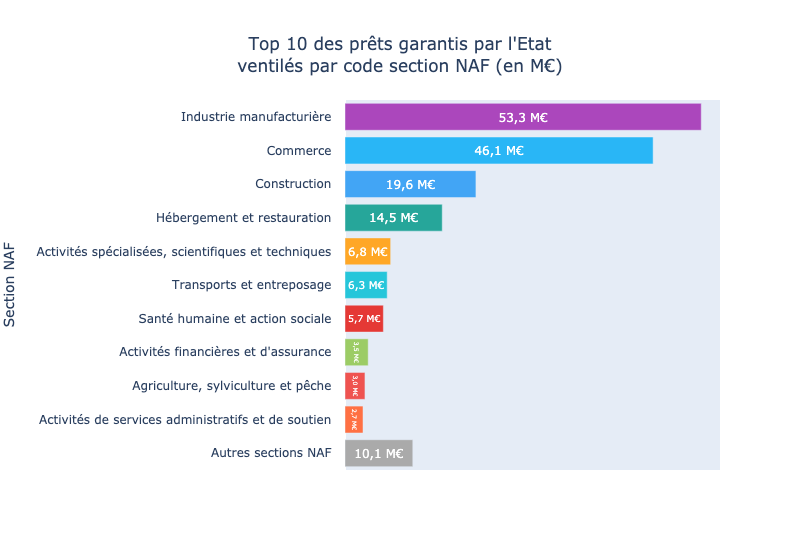 Top 10 des prêts garantis par l'Etat
ventilés par code section NAF (en M€)
Section NAF
Industrie manufacturière 53,3 M€
Commerce 46,1 M€
Construction 19,6 M€
Hébergement et restauration 14,5 M€
Activités spécialisées, scientifiques et techniques 6,8 M€
Transports et entreposage 6,3 M€
Santé humaine et action sociale 5,7 M€
Activités financières et d'assurance 3,5 M€
Agriculture, sylviculture et pêche 3,0 M€
Activités de services administratifs et de soutien 2,7 M€
Autres sections NAF 10,1 M€